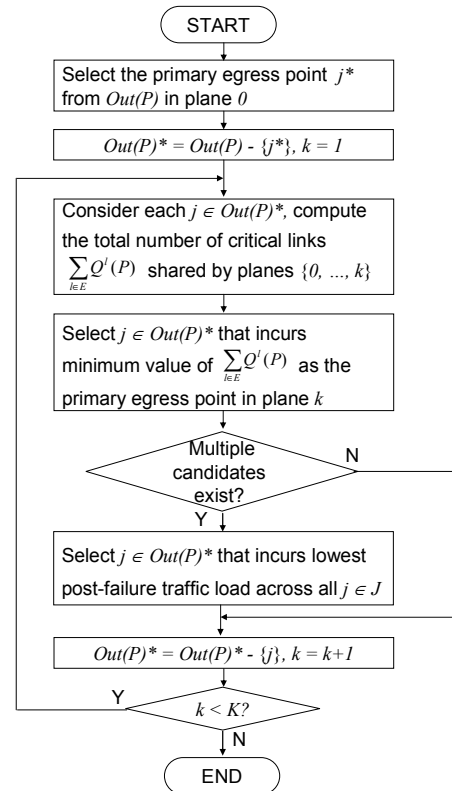 START
Select the primary egress point j*
from Out(P) in plane 0
Out(P)* = Out(P) - {j*}, k = 1
Consider each j ∈ Out(P)*, compute
the total number of critical links
∑_{l∈E} Q^l(P) shared by planes {0, ..., k}
Select j ∈ Out(P)* that incurs
minimum value of ∑_{l∈E} Q^l(P) as the
primary egress point in plane k
Multiple
candidates
exist?
N
Y
Select j ∈ Out(P)* that incurs lowest
post-failure traffic load across all j ∈ J
Out(P)* = Out(P)* - {j}, k = k+1
Y
k < K?
N
END